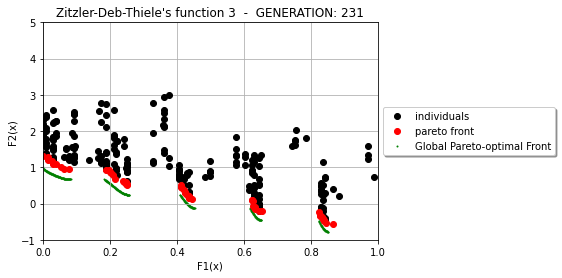 Zitzler-Deb-Thiele's function 3 - GENERATION: 231
5
4
3
2
1
0
−1
F2(x)
0.0 0.2 0.4 0.6 0.8 1.0
F1(x)
individuals
pareto front
Global Pareto-optimal Front